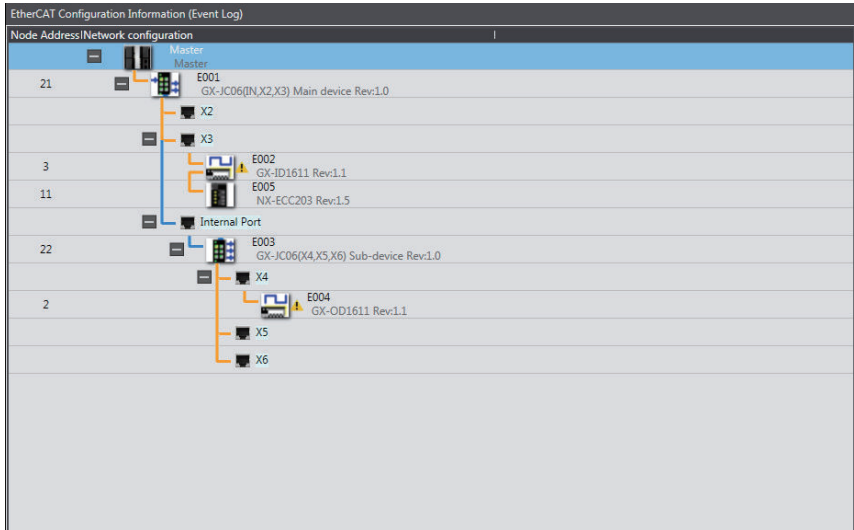 EtherCAT Configuration Information (Event Log)
Node Address|Network configuration
Master
Master
21 E001
GX-JC06(IN,X2,X3) Main device Rev:1.0
X2
X3
3 E002
GX-ID1611 Rev:1.1
11 E005
NX-ECC203 Rev:1.5
Internal Port
22 E003
GX-JC06(X4,X5,X6) Sub-device Rev:1.0
X4
2 E004
GX-OD1611 Rev:1.1
X5
X6